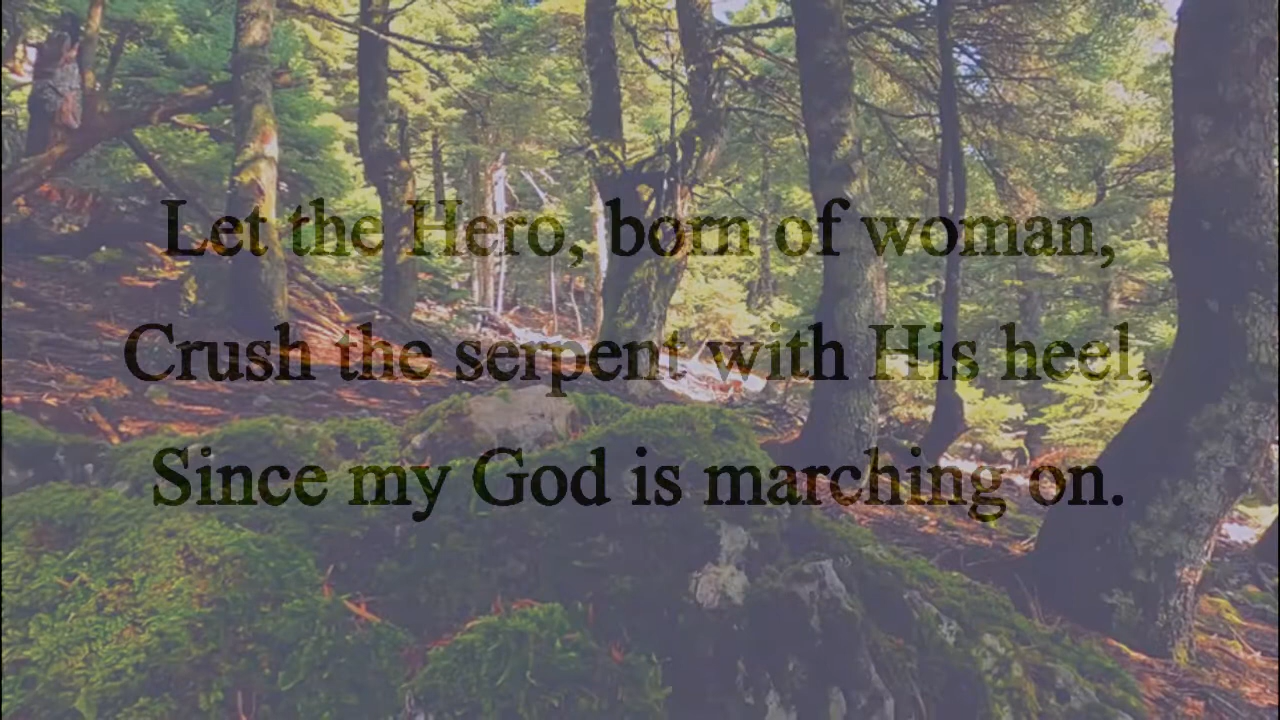 Let the Hero, born of woman,
Crush the serpent with His heel,
Since my God is marching on.